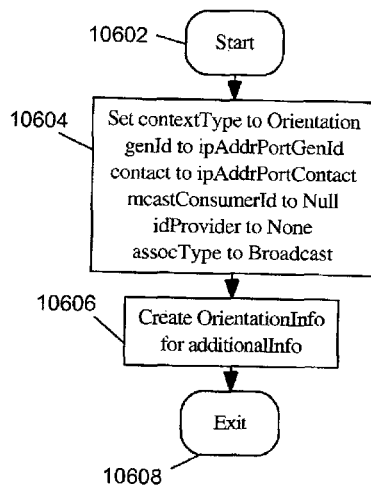 10602
Start
10604
Set contextType to Orientation
genId to ipAddrPortGenId
contact to ipAddrPortContact
mcastConsumerId to Null
idProvider to None
assocType to Broadcast
10606
Create OrientationInfo
for additionalInfo
Exit
10608